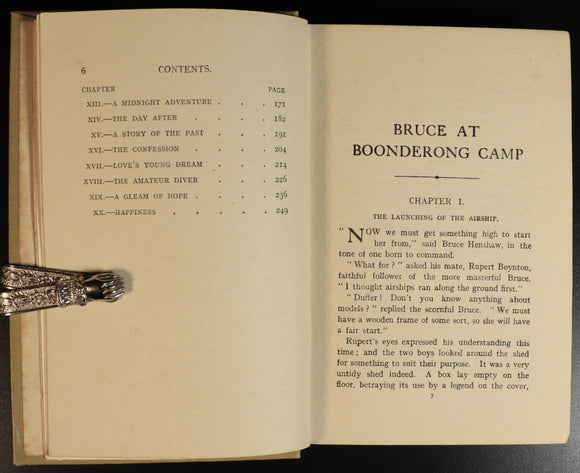 6 CONTENTS.
CHAPTER PAGE
XIII.—A MIDNIGHT ADVENTURE . . . 171
XIV.—THE DAY AFTER . . . . 182
XV.—A STORY OF THE PAST . . . 191
XVI.—THE CONFESSION . . . . 204
XVII.—LOVE'S YOUNG DREAM . . . 214
XVIII.—THE AMATEUR DIVER . . . 226
XIX.—A GLEAM OF HOPE . . . . 236
XX.—HAPPINESS . . . . . 249
BRUCE AT
BOONDERONG CAMP
CHAPTER I.
THE LAUNCHING OF THE AIRSHIP.
" NOW we must get something high to start
her from," said Bruce Henshaw, in the
tone of one born to command.
" What for? " asked his mate, Rupert Boynton,
faithful follower of the more masterful Bruce.
" I thought airships ran along the ground first."
" Duffer! Don't you know anything about
models? " replied the scornful Bruce. " We must
have a wooden frame of some sort, so she will have
a fair start."
Rupert's eyes expressed his understanding this
time; and the two boys looked around the shed
for something to suit their purpose. It was a very
untidy shed indeed. A box lay empty on the
floor, betraying its use by a legend on the cover,
7